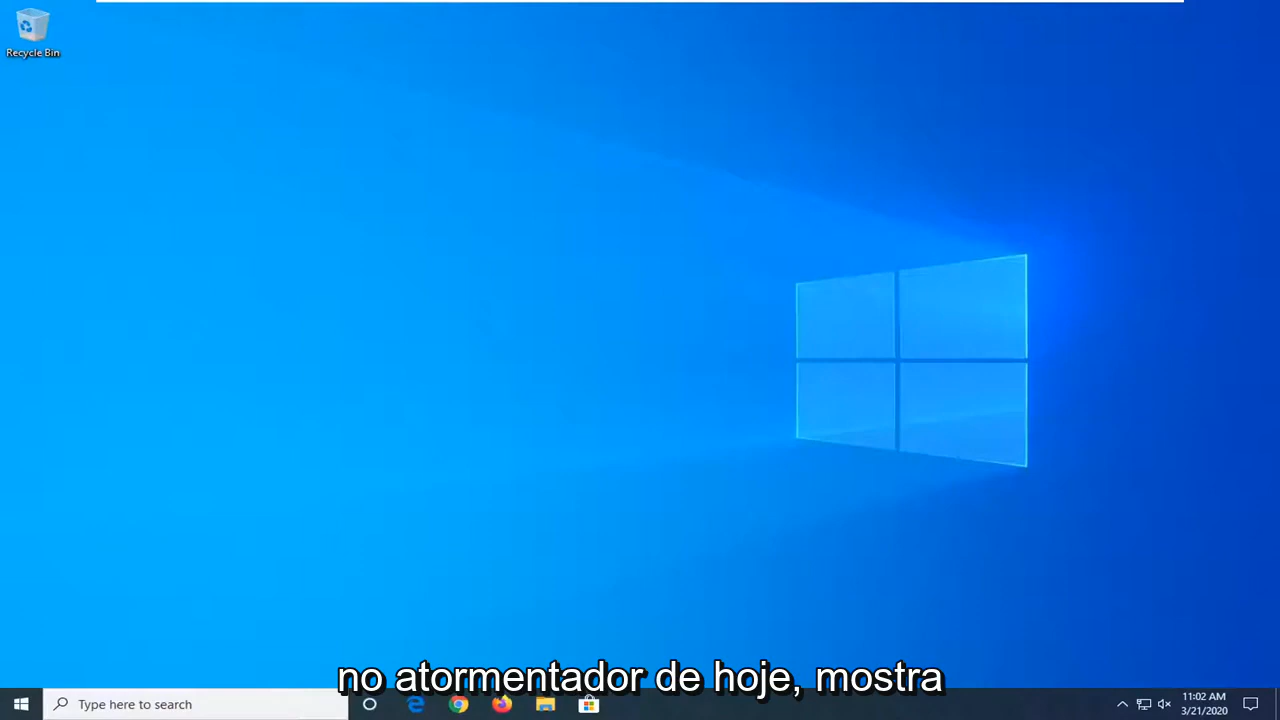 Recycle Bin
no atormentador de hoje, mostra
Type here to search
11:02 AM
3/21/2020